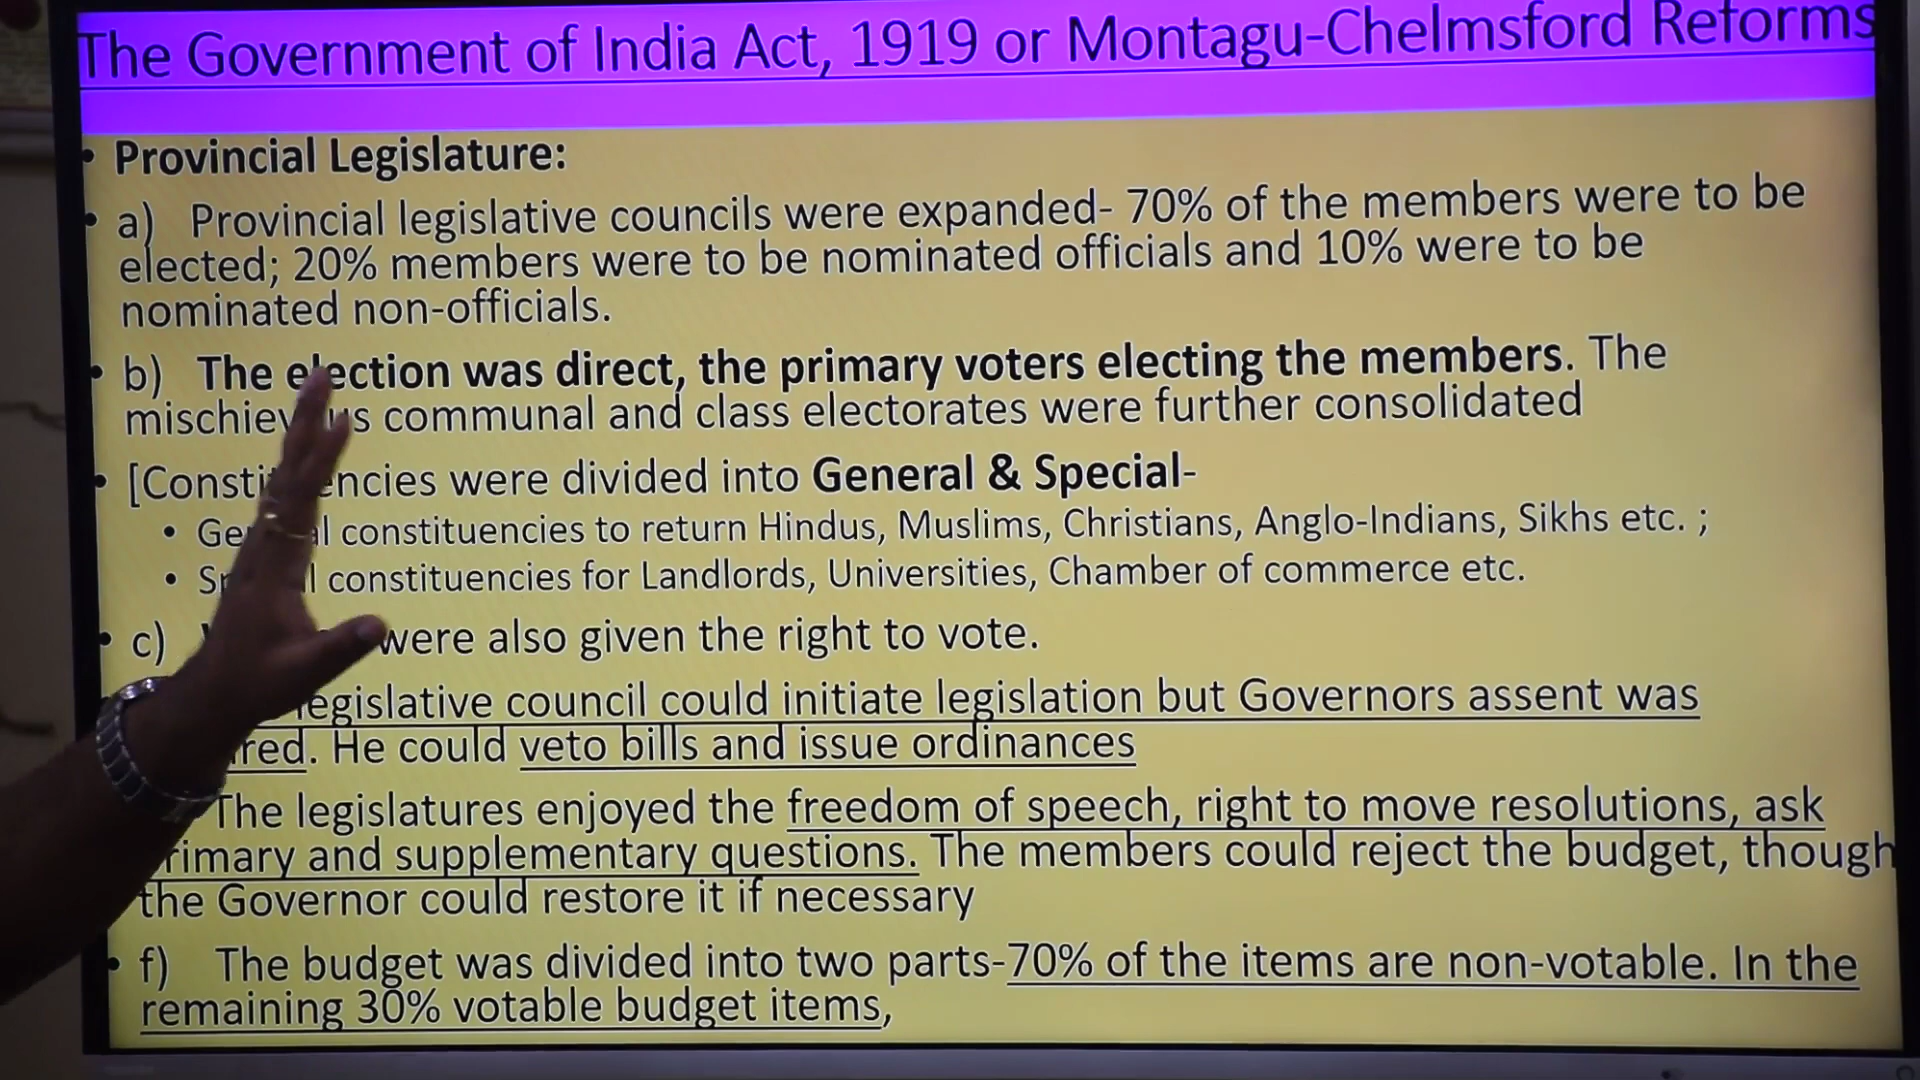 The Government of India Act, 1919 or Montagu-Chelmsford Reforms
• Provincial Legislature:
• a) Provincial legislative councils were expanded- 70% of the members were to be
elected; 20% members were to be nominated officials and 10% were to be
nominated non-officials.
• b) The election was direct, the primary voters electing the members. The
mischievous communal and class electorates were further consolidated
• [Constituencies were divided into General & Special-
• General constituencies to return Hindus, Muslims, Christians, Anglo-Indians, Sikhs etc. ;
• Special constituencies for Landlords, Universities, Chamber of commerce etc.
• c) were also given the right to vote.
legislative council could initiate legislation but Governors assent was
He could veto bills and issue ordinances
The legislatures enjoyed the freedom of speech, right to move resolutions, ask
primary and supplementary questions. The members could reject the budget, though
the Governor could restore it if necessary
• f) The budget was divided into two parts-70% of the items are non-votable. In the
remaining 30% votable budget items,